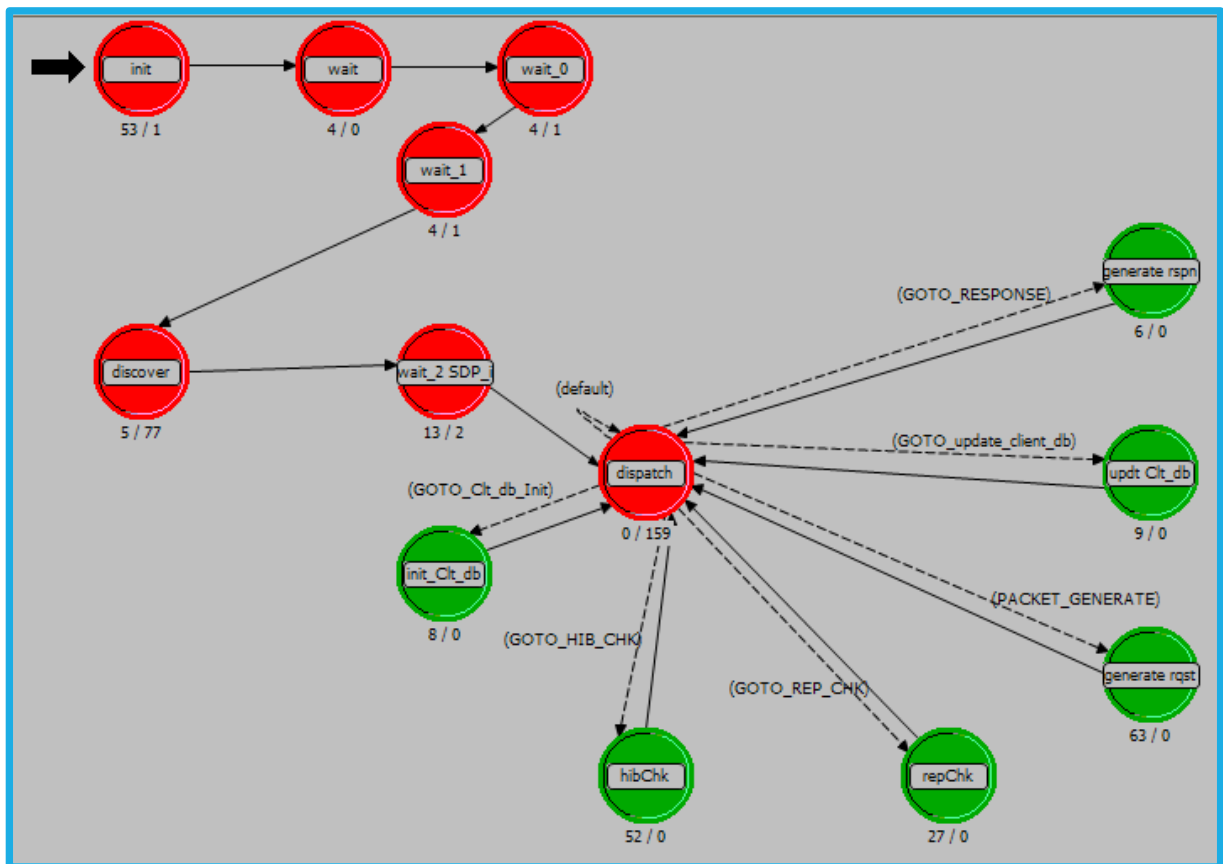 init
wait
wait_0
53 / 1
4 / 0
4 / 1
wait_1
4 / 1
generate rspn
(GOTO_RESPONSE)
6 / 0
discover
wait_2 SDP_i
(default)
5 / 77
13 / 2
(GOTO_update_client_db)
dispatch
updt Clt_db
(GOTO_Clt_db_Init)
0 / 159
9 / 0
init_Clt_db
(PACKET_GENERATE)
8 / 0
(GOTO_HIB_CHK)
generate rqst
(GOTO_REP_CHK)
63 / 0
hibChk
repChk
52 / 0
27 / 0